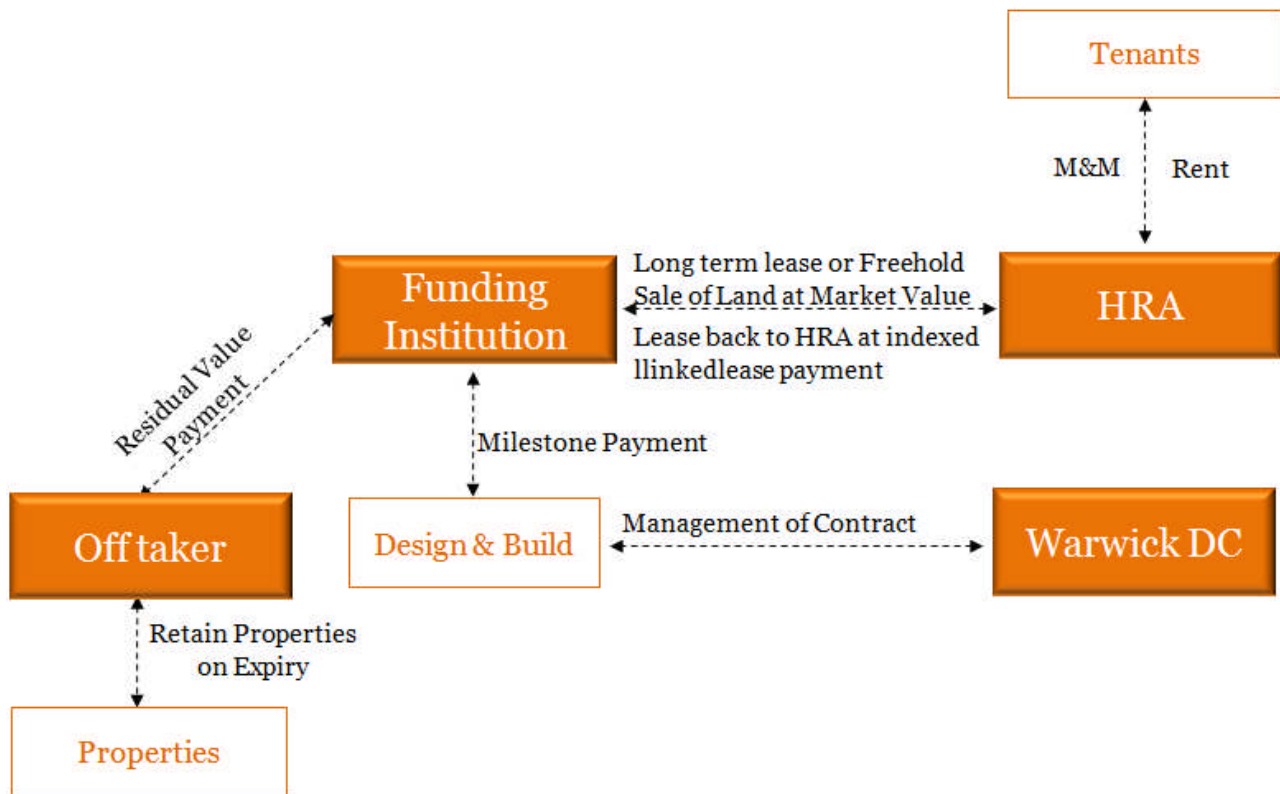 Tenants
M&M
Rent
Funding
Institution
Long term lease or Freehold
Sale of Land at Market Value
Lease back to HRA at indexed
llinkedlease payment
HRA
Residual Value
Payment
Milestone Payment
Off taker
Design & Build
Management of Contract
Warwick DC
Retain Properties
on Expiry
Properties